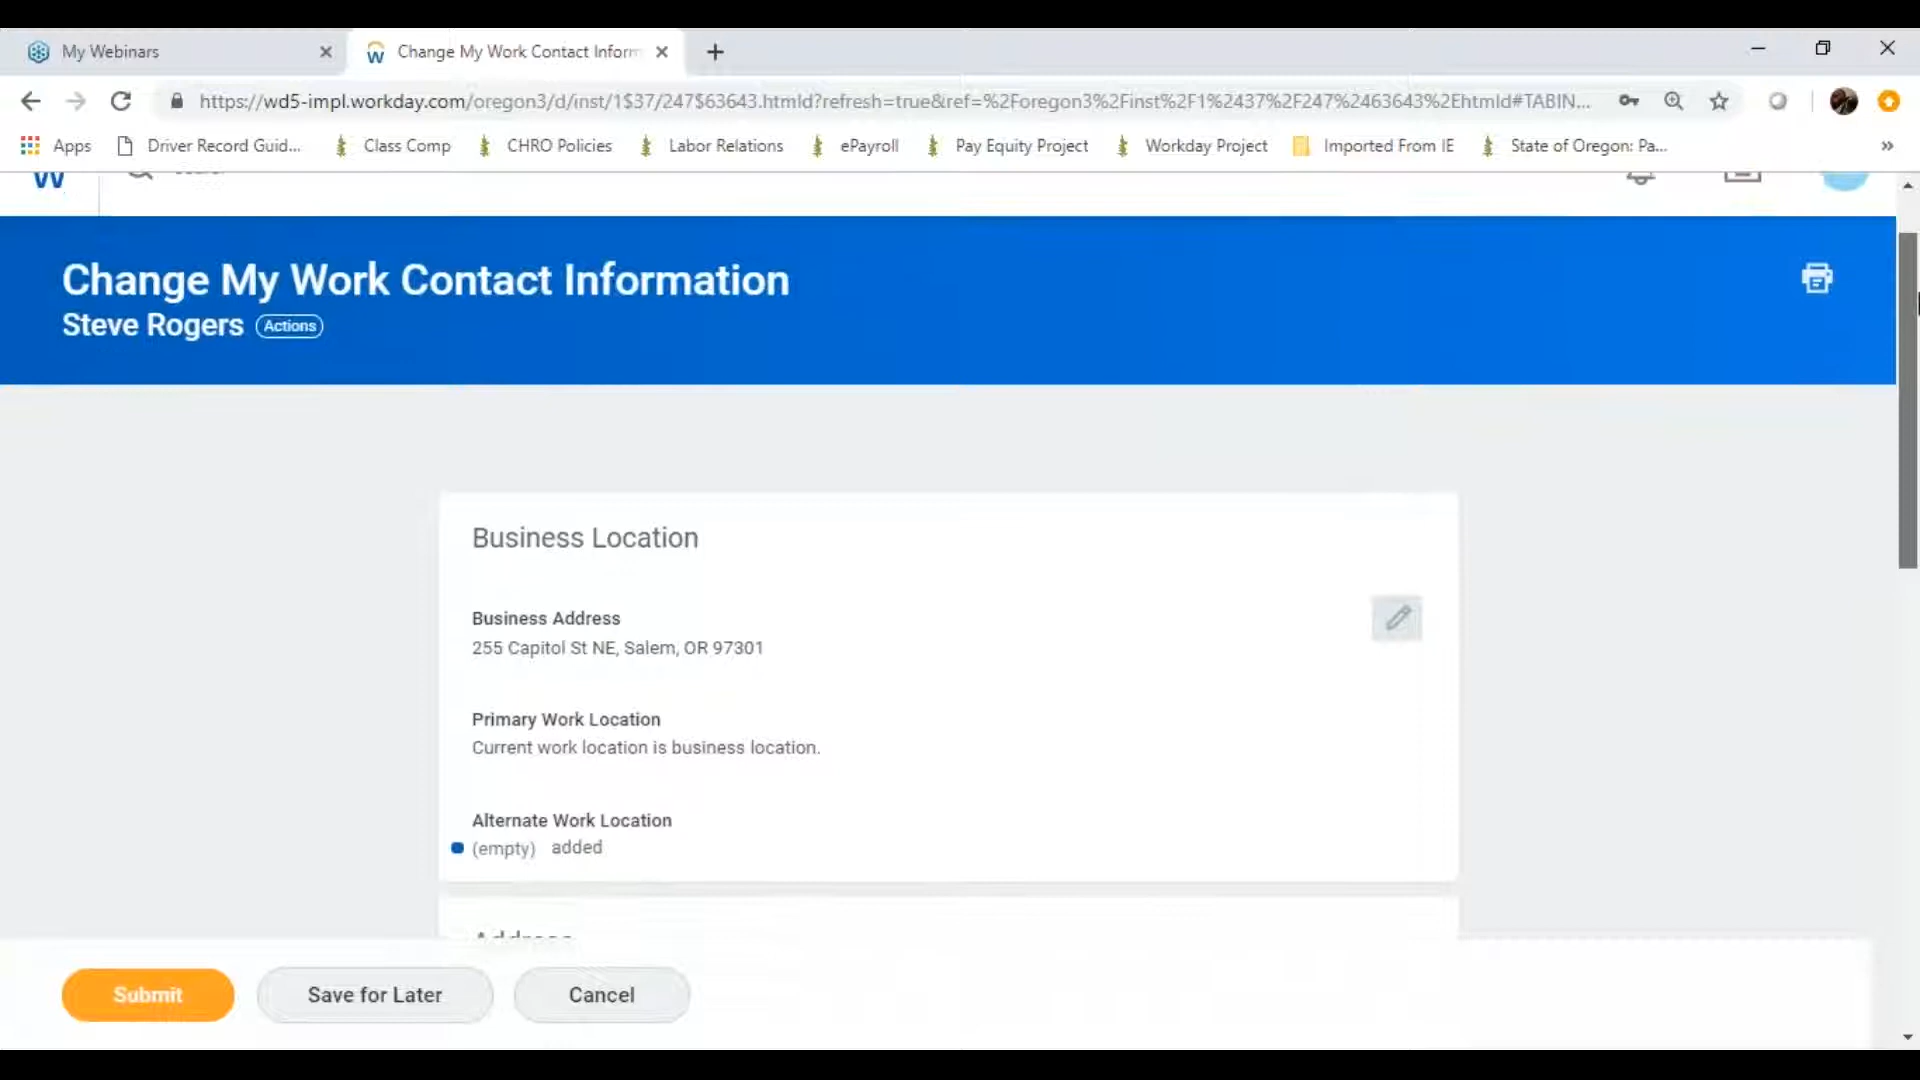 My Webinars
Change My Work Contact Inform
https://wd5-impl.workday.com/oregon3/d/inst/1$37/247$63643.htmld?refresh=true&ref=%2Foregon3%2Finst%2F1%2437%2F247%2463643%2Ehtmld#TABIN...
Apps Driver Record Guid... Class Comp CHRO Policies Labor Relations ePayroll Pay Equity Project Workday Project Imported From IE State of Oregon: Pa... »
Change My Work Contact Information
Steve Rogers Actions
Business Location
Business Address
255 Capitol St NE, Salem, OR 97301
Primary Work Location
Current work location is business location.
Alternate Work Location
(empty) added
Address
Submit Save for Later Cancel